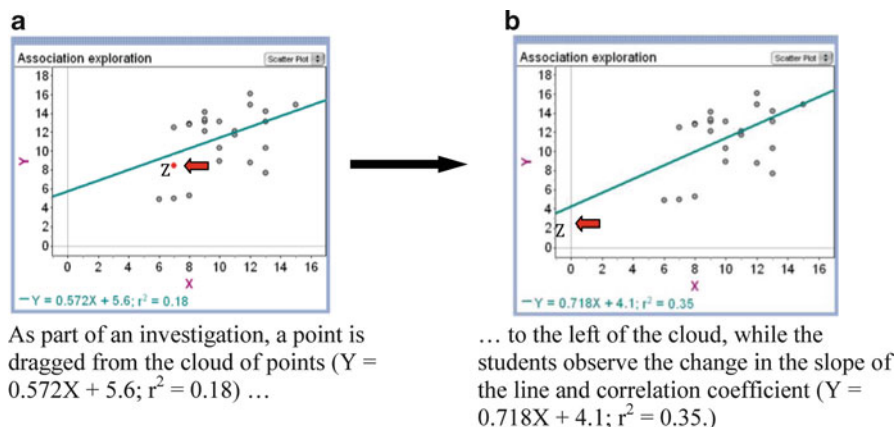 a
Association exploration
Scatter Plot
18
16
14
12
10
8
6
4
2
0
Y
Z
0 2 4 6 8 10 12 14 16
X
Y = 0.572X + 5.6; r² = 0.18
As part of an investigation, a point is
dragged from the cloud of points (Y =
0.572X + 5.6; r² = 0.18) …
b
Association exploration
Scatter Plot
18
16
14
12
10
8
6
4
2
0
Y
Z
0 2 4 6 8 10 12 14 16
X
Y = 0.718X + 4.1; r² = 0.35
… to the left of the cloud, while the
students observe the change in the slope of
the line and correlation coefficient (Y =
0.718X + 4.1; r² = 0.35.)